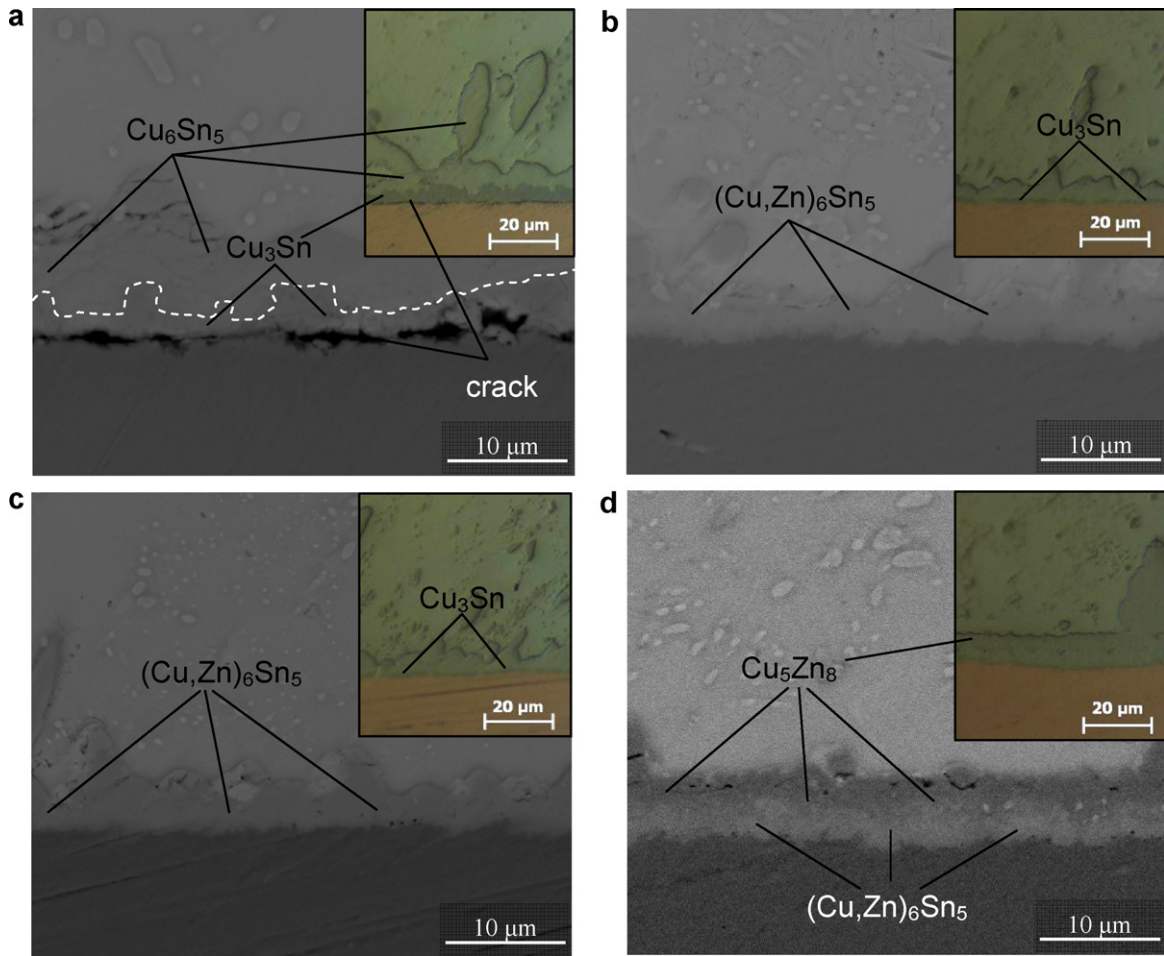 a
Cu₆Sn₅
Cu₃Sn
20 µm
crack
10 µm
b
Cu₃Sn
(Cu,Zn)₆Sn₅
20 µm
10 µm
c
Cu₃Sn
(Cu,Zn)₆Sn₅
20 µm
10 µm
d
Cu₅Zn₈
20 µm
(Cu,Zn)₆Sn₅
10 µm